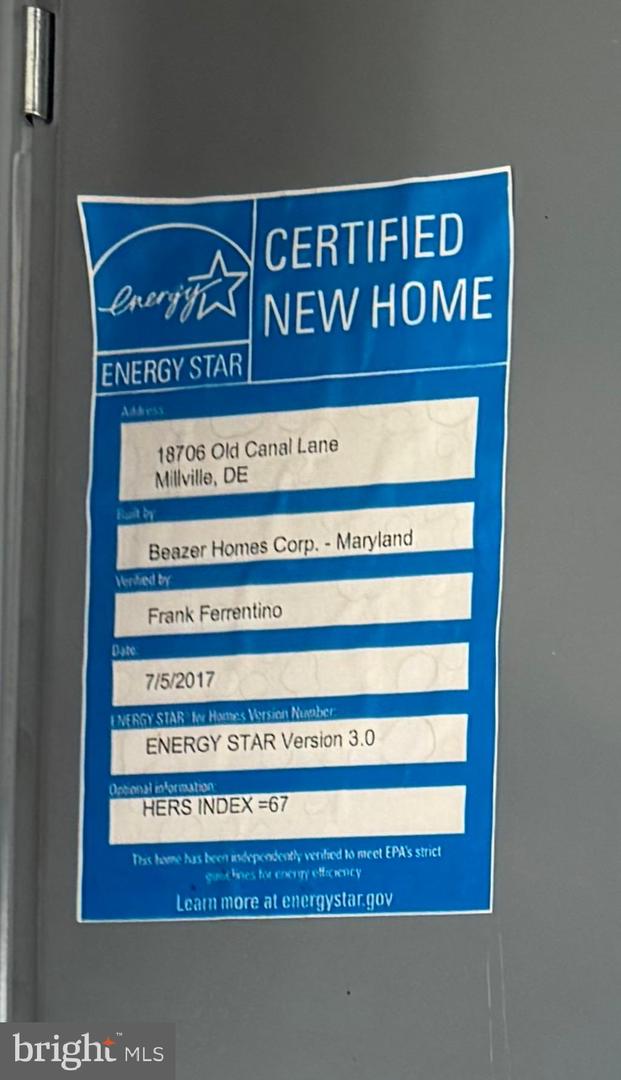 energy
ENERGY STAR
CERTIFIED
NEW HOME
Address:
18706 Old Canal Lane
Millville, DE
Built by:
Beazer Homes Corp. - Maryland
Verified by:
Frank Ferrentino
Date:
7/5/2017
ENERGY STAR for Homes Version Number:
ENERGY STAR Version 3.0
Optional information:
HERS INDEX =67
This home has been independently verified to meet EPA's strict
guidelines for energy efficiency
Learn more at energystar.gov
bright™ MLS